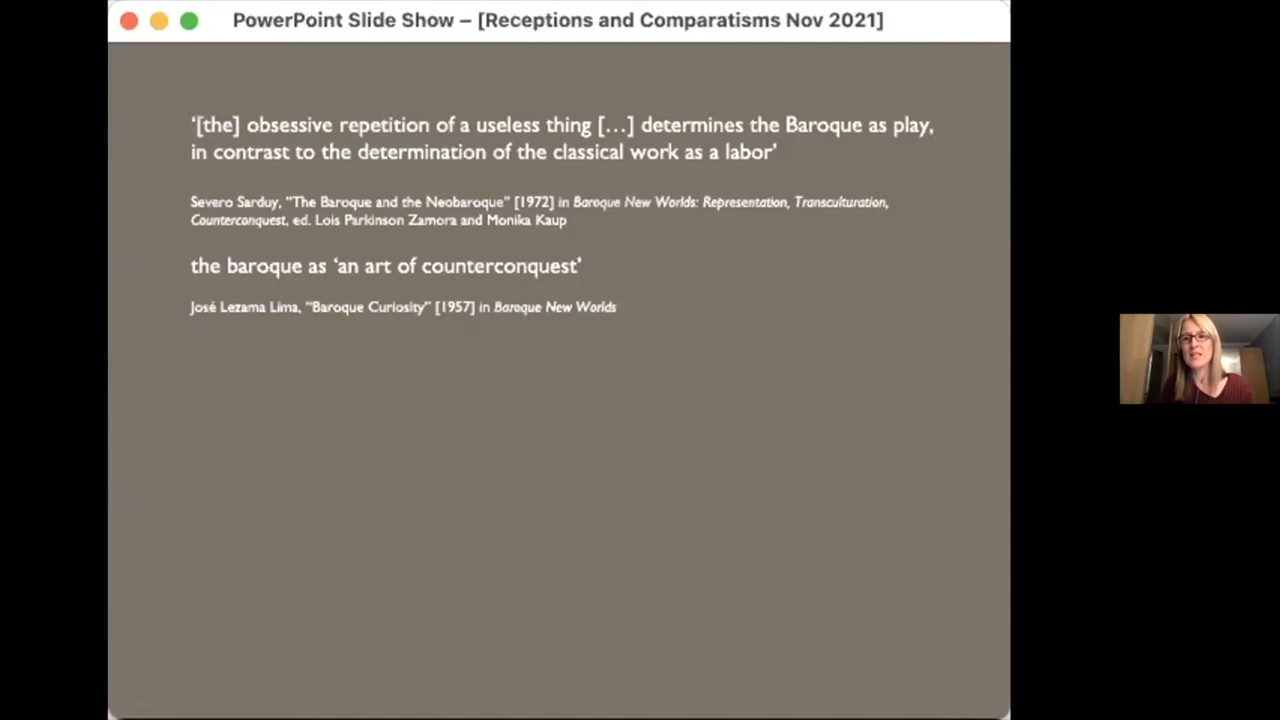 PowerPoint Slide Show – [Receptions and Comparatisms Nov 2021]
‘[the] obsessive repetition of a useless thing […] determines the Baroque as play,
in contrast to the determination of the classical work as a labor’
Severo Sarduy, “The Baroque and the Neobaroque” [1972] in Baroque New Worlds: Representation, Transculturation,
Counterconquest, ed. Lois Parkinson Zamora and Monika Kaup
the baroque as ‘an art of counterconquest’
José Lezama Lima, “Baroque Curiosity” [1957] in Baroque New Worlds